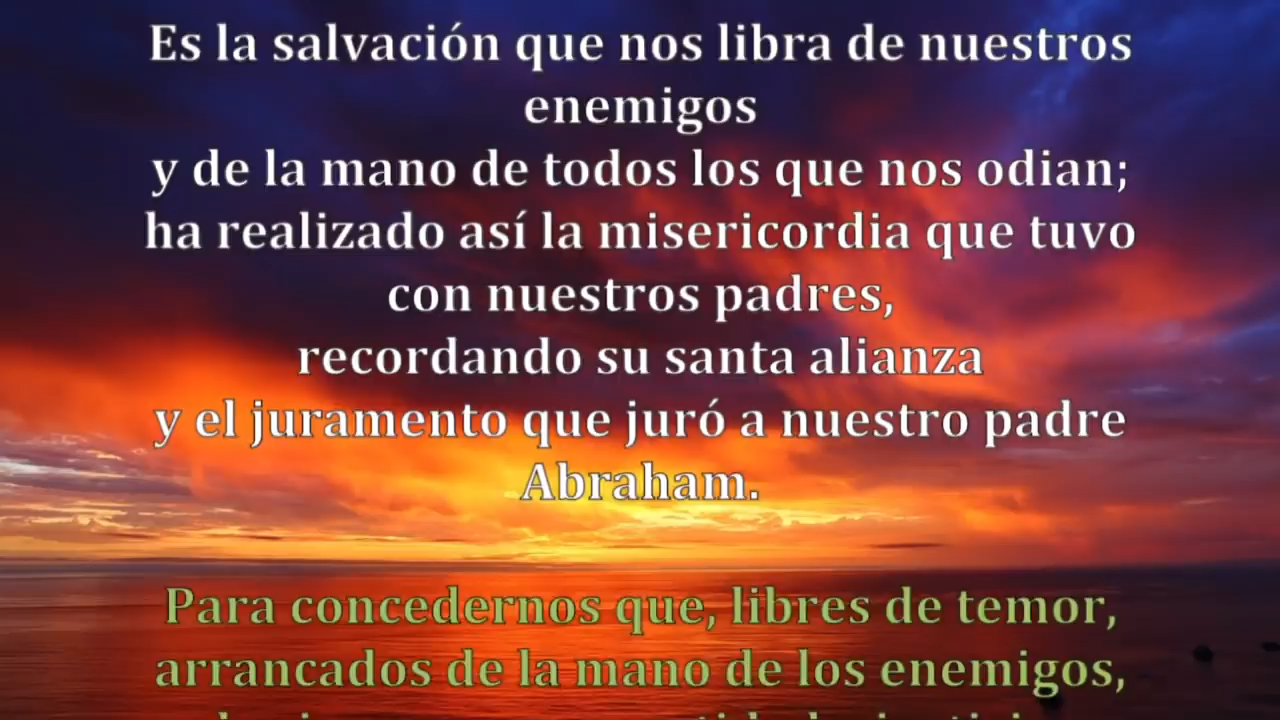 Es la salvación que nos libra de nuestros
enemigos
y de la mano de todos los que nos odian;
ha realizado así la misericordia que tuvo
con nuestros padres,
recordando su santa alianza
y el juramento que juró a nuestro padre
Abraham.
Para concedernos que, libres de temor,
arrancados de la mano de los enemigos,